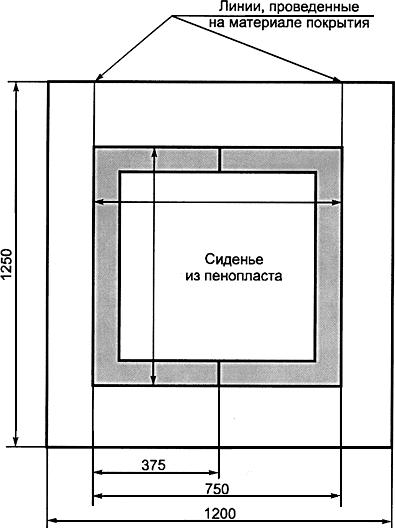 Линии, проведенные
на материале покрытия
1250
Сиденье
из пенопласта
375
750
1200